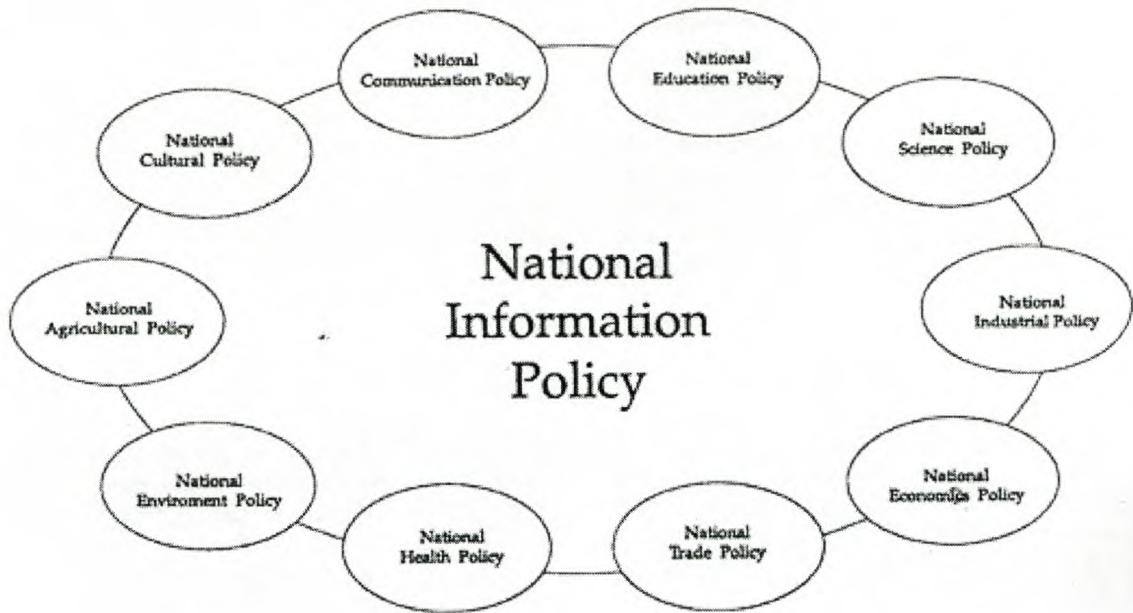 National
Communication Policy
National
Education Policy
National
Science Policy
National
Industrial Policy
National
Economics Policy
National
Trade Policy
National
Health Policy
National
Enviroment Policy
National
Agricultural Policy
National
Cultural Policy
National
Information
Policy